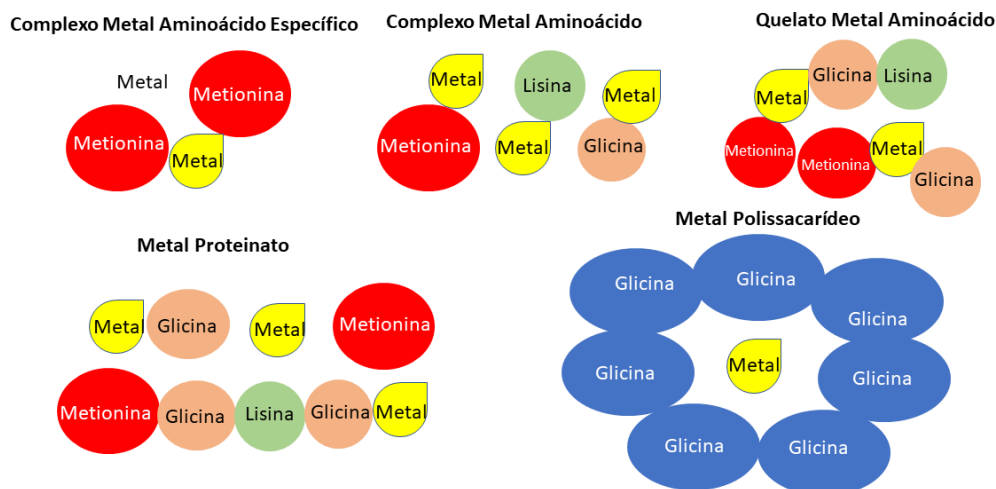 Complexo Metal Aminoácido Específico
Metal
Metionina
Metionina
Metal
Complexo Metal Aminoácido
Metal
Lisina
Metal
Metionina
Metal
Glicina
Quelato Metal Aminoácido
Glicina
Lisina
Metal
Metionina
Metionina
Metal
Glicina
Metal Proteinato
Metal
Glicina
Metal
Metionina
Metionina
Glicina
Lisina
Glicina
Metal
Metal Polissacarídeo
Glicina
Glicina
Glicina
Glicina
Metal
Glicina
Glicina
Glicina